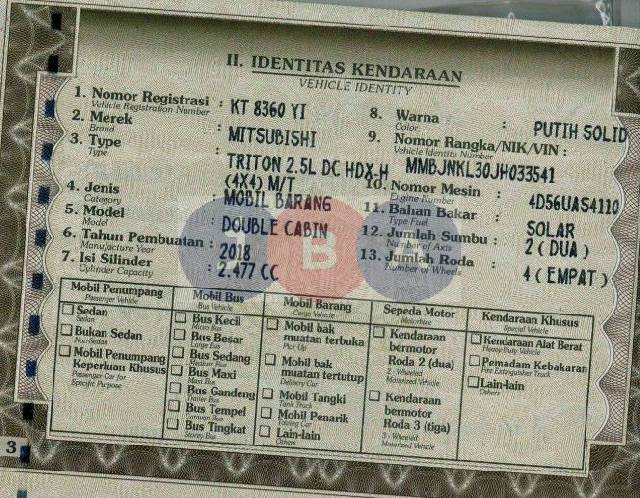 II. IDENTITAS KENDARAAN
VEHICLE IDENTITY
1. Nomor Registrasi : KT 8360 YI
Vehicle Registration Number
2. Merek : MITSUBISHI
Brand
3. Type : TRITON 2.5L DC HDX-H
Type
(4X4) M/T
4. Jenis : MOBIL BARANG
Category
5. Model : DOUBLE CABIN
Model
6. Tahun Pembuatan : 2018
Manufacture Year
7. Isi Silinder : 2.477 CC
Cylinder Capacity
8. Warna : PUTIH SOLID
Color
9. Nomor Rangka/NIK/VIN :
Vehicle Identity Number
MMBJNKL30JH033541
10. Nomor Mesin : 4D56UAS4110
Engine Number
11. Bahan Bakar : SOLAR
Type Fuel
12. Jumlah Sumbu : 2 ( DUA )
Number of Axis
13. Jumlah Roda : 4 ( EMPAT )
Number of Wheels
B
Mobil Penumpang
Passenger Vehicle
Sedan
Sedan
Bukan Sedan
Non-Sedan
Mobil Penumpang
Keperluan Khusus
Passenger Car for
Specific Purpose
Mobil Bus
Bus Vehicle
Bus Kecil
Micro Bus
Bus Besar
Large Bus
Bus Sedang
Medium Bus
Bus Maxi
Maxi Bus
Bus Gandeng
Trailer Bus
Bus Tempel
Bus Tingkat
Storey Bus
Mobil Barang
Cargo Vehicle
Mobil bak
muatan terbuka
Pick Up
Mobil bak
muatan tertutup
Delivery Car
Mobil Tangki
Tank Truck
Mobil Penarik
Towing Car
Lain-lain
Others
Sepeda Motor
Motorbike
Kendaraan
bermotor
Roda 2 (dua)
2 - Wheeled
Motorized Vehicle
Kendaraan
bermotor
Roda 3 (tiga)
3 - Wheeled
Motorized Vehicle
Kendaraan Khusus
Special Vehicle
Kendaraan Alat Berat
Heavy Duty Vehicle
Pemadam Kebakaran
Fire Extinguisher Truck
Lain-lain
Others
3